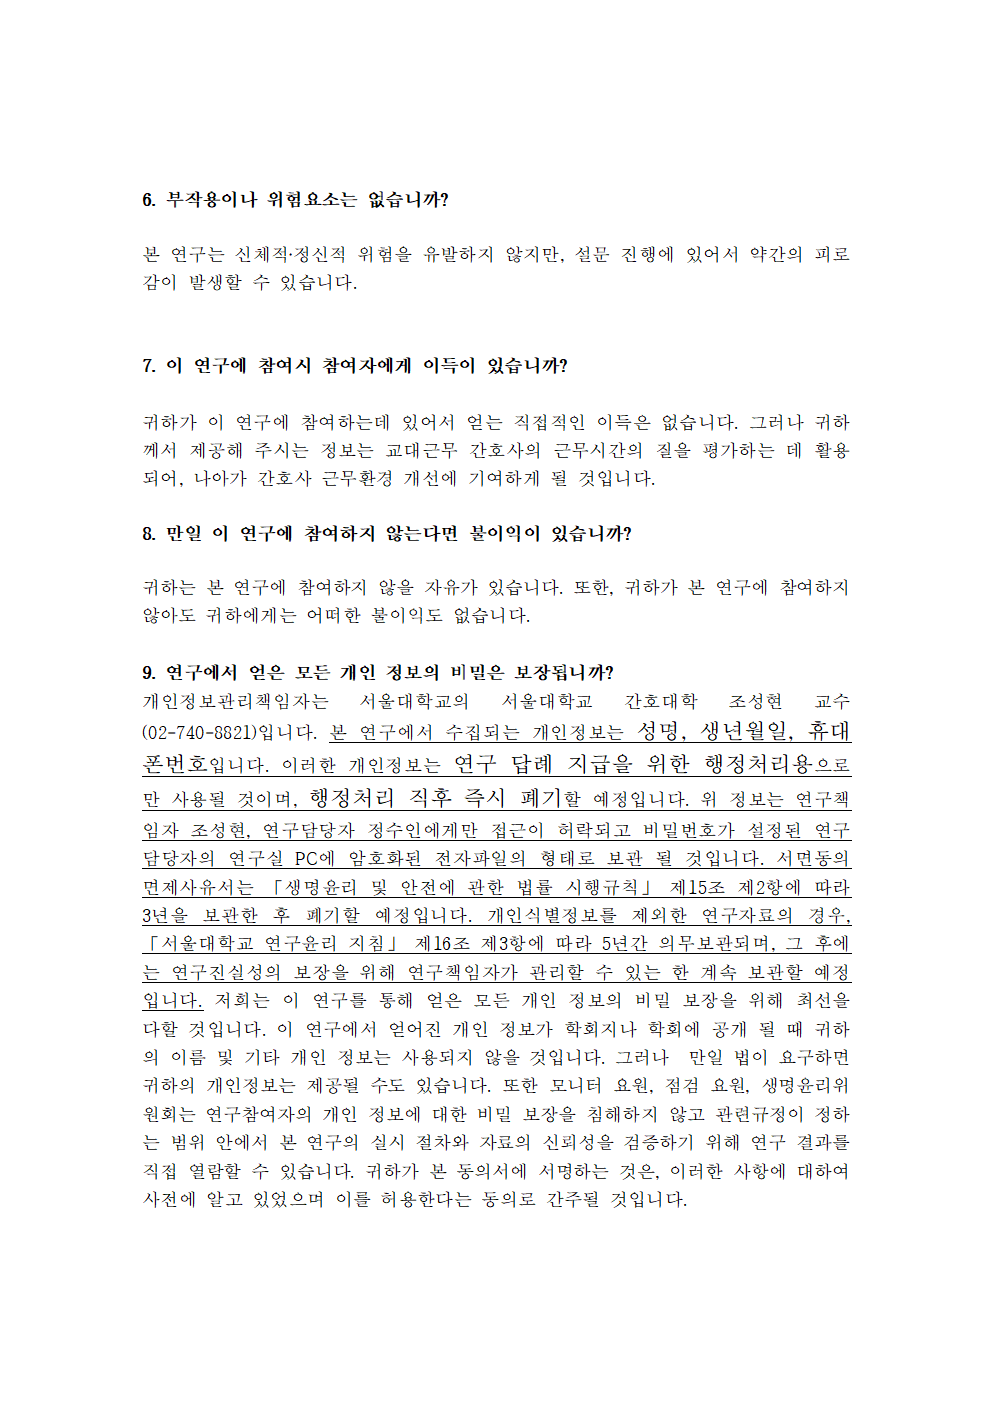 6. 부작용이나 위험요소는 없습니까?
본 연구는 신체적·정신적 위험을 유발하지 않지만, 설문 진행에 있어서 약간의 피로
감이 발생할 수 있습니다.
7. 이 연구에 참여시 참여자에게 이득이 있습니까?
귀하가 이 연구에 참여하는데 있어서 얻는 직접적인 이득은 없습니다. 그러나 귀하
께서 제공해 주시는 정보는 교대근무 간호사의 근무시간의 질을 평가하는 데 활용
되어, 나아가 간호사 근무환경 개선에 기여하게 될 것입니다.
8. 만일 이 연구에 참여하지 않는다면 불이익이 있습니까?
귀하는 본 연구에 참여하지 않을 자유가 있습니다. 또한, 귀하가 본 연구에 참여하지
않아도 귀하에게는 어떠한 불이익도 없습니다.
9. 연구에서 얻은 모든 개인 정보의 비밀은 보장됩니까?
개인정보관리책임자는 서울대학교의 서울대학교 간호대학 조성현 교수
(02-740-8821)입니다. 본 연구에서 수집되는 개인정보는 성명, 생년월일, 휴대
폰번호입니다. 이러한 개인정보는 연구 답례 지급을 위한 행정처리용으로
만 사용될 것이며, 행정처리 직후 즉시 폐기할 예정입니다. 위 정보는 연구책
임자 조성현, 연구담당자 정수인에게만 접근이 허락되고 비밀번호가 설정된 연구
담당자의 연구실 PC에 암호화된 전자파일의 형태로 보관 될 것입니다. 서면동의
면제사유서는 「생명윤리 및 안전에 관한 법률 시행규칙」 제15조 제2항에 따라
3년을 보관한 후 폐기할 예정입니다. 개인식별정보를 제외한 연구자료의 경우,
「서울대학교 연구윤리 지침」 제16조 제3항에 따라 5년간 의무보관되며, 그 후에
는 연구진실성의 보장을 위해 연구책임자가 관리할 수 있는 한 계속 보관할 예정
입니다. 저희는 이 연구를 통해 얻은 모든 개인 정보의 비밀 보장을 위해 최선을
다할 것입니다. 이 연구에서 얻어진 개인 정보가 학회지나 학회에 공개 될 때 귀하
의 이름 및 기타 개인 정보는 사용되지 않을 것입니다. 그러나 만일 법이 요구하면
귀하의 개인정보는 제공될 수도 있습니다. 또한 모니터 요원, 점검 요원, 생명윤리위
원회는 연구참여자의 개인 정보에 대한 비밀 보장을 침해하지 않고 관련규정이 정하
는 범위 안에서 본 연구의 실시 절차와 자료의 신뢰성을 검증하기 위해 연구 결과를
직접 열람할 수 있습니다. 귀하가 본 동의서에 서명하는 것은, 이러한 사항에 대하여
사전에 알고 있었으며 이를 허용한다는 동의로 간주될 것입니다.